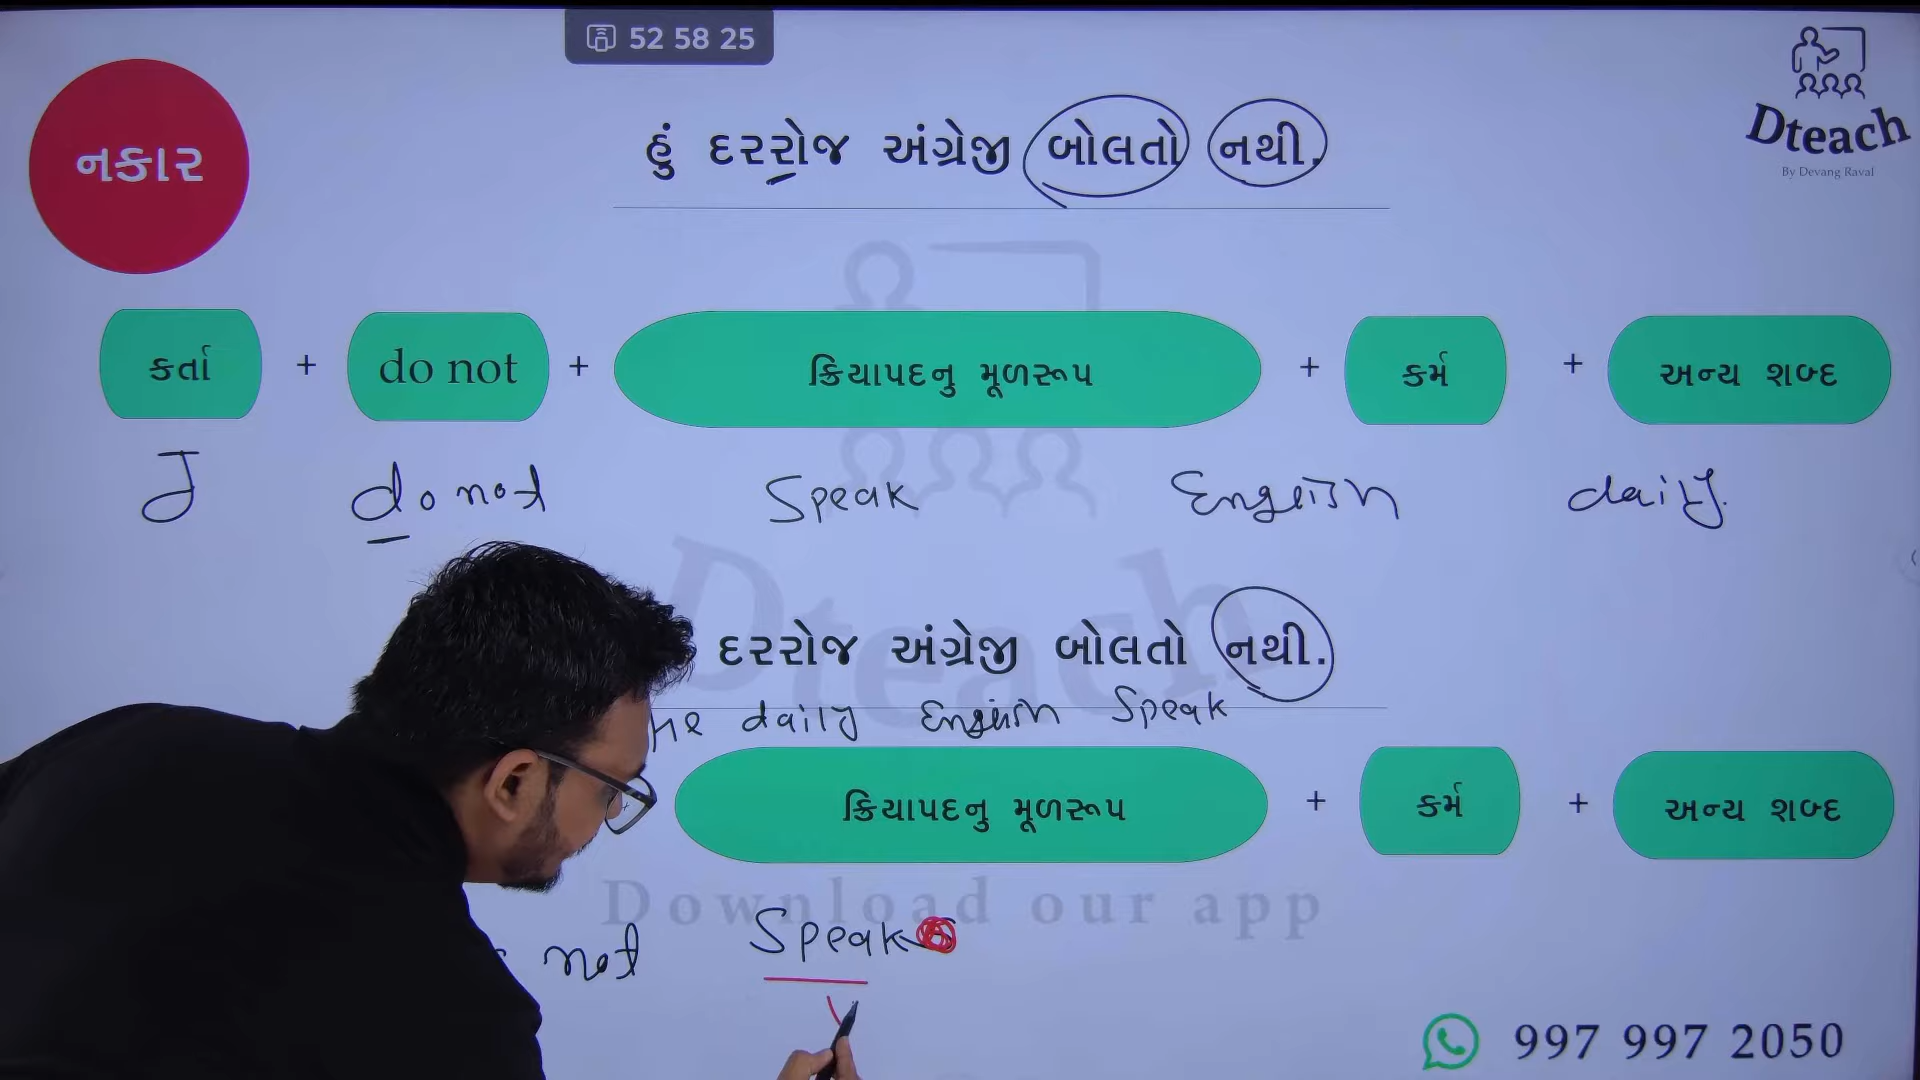 52 58 25
Dteach
By Devang Raval
નકાર
હું દરરોજ અંગ્રેજી બોલતો નથી.
કર્તા + do not + ક્રિયાપદનુ મૂળરૂપ + કર્મ + અન્ય શબ્દ
I do not Speak English daily.
દરરોજ અંગ્રેજી બોલતો નથી.
He daily English Speak
ક્રિયાપદનુ મૂળરૂપ + કર્મ + અન્ય શબ્દ
Dteach
Download our app
not Speak
997 997 2050